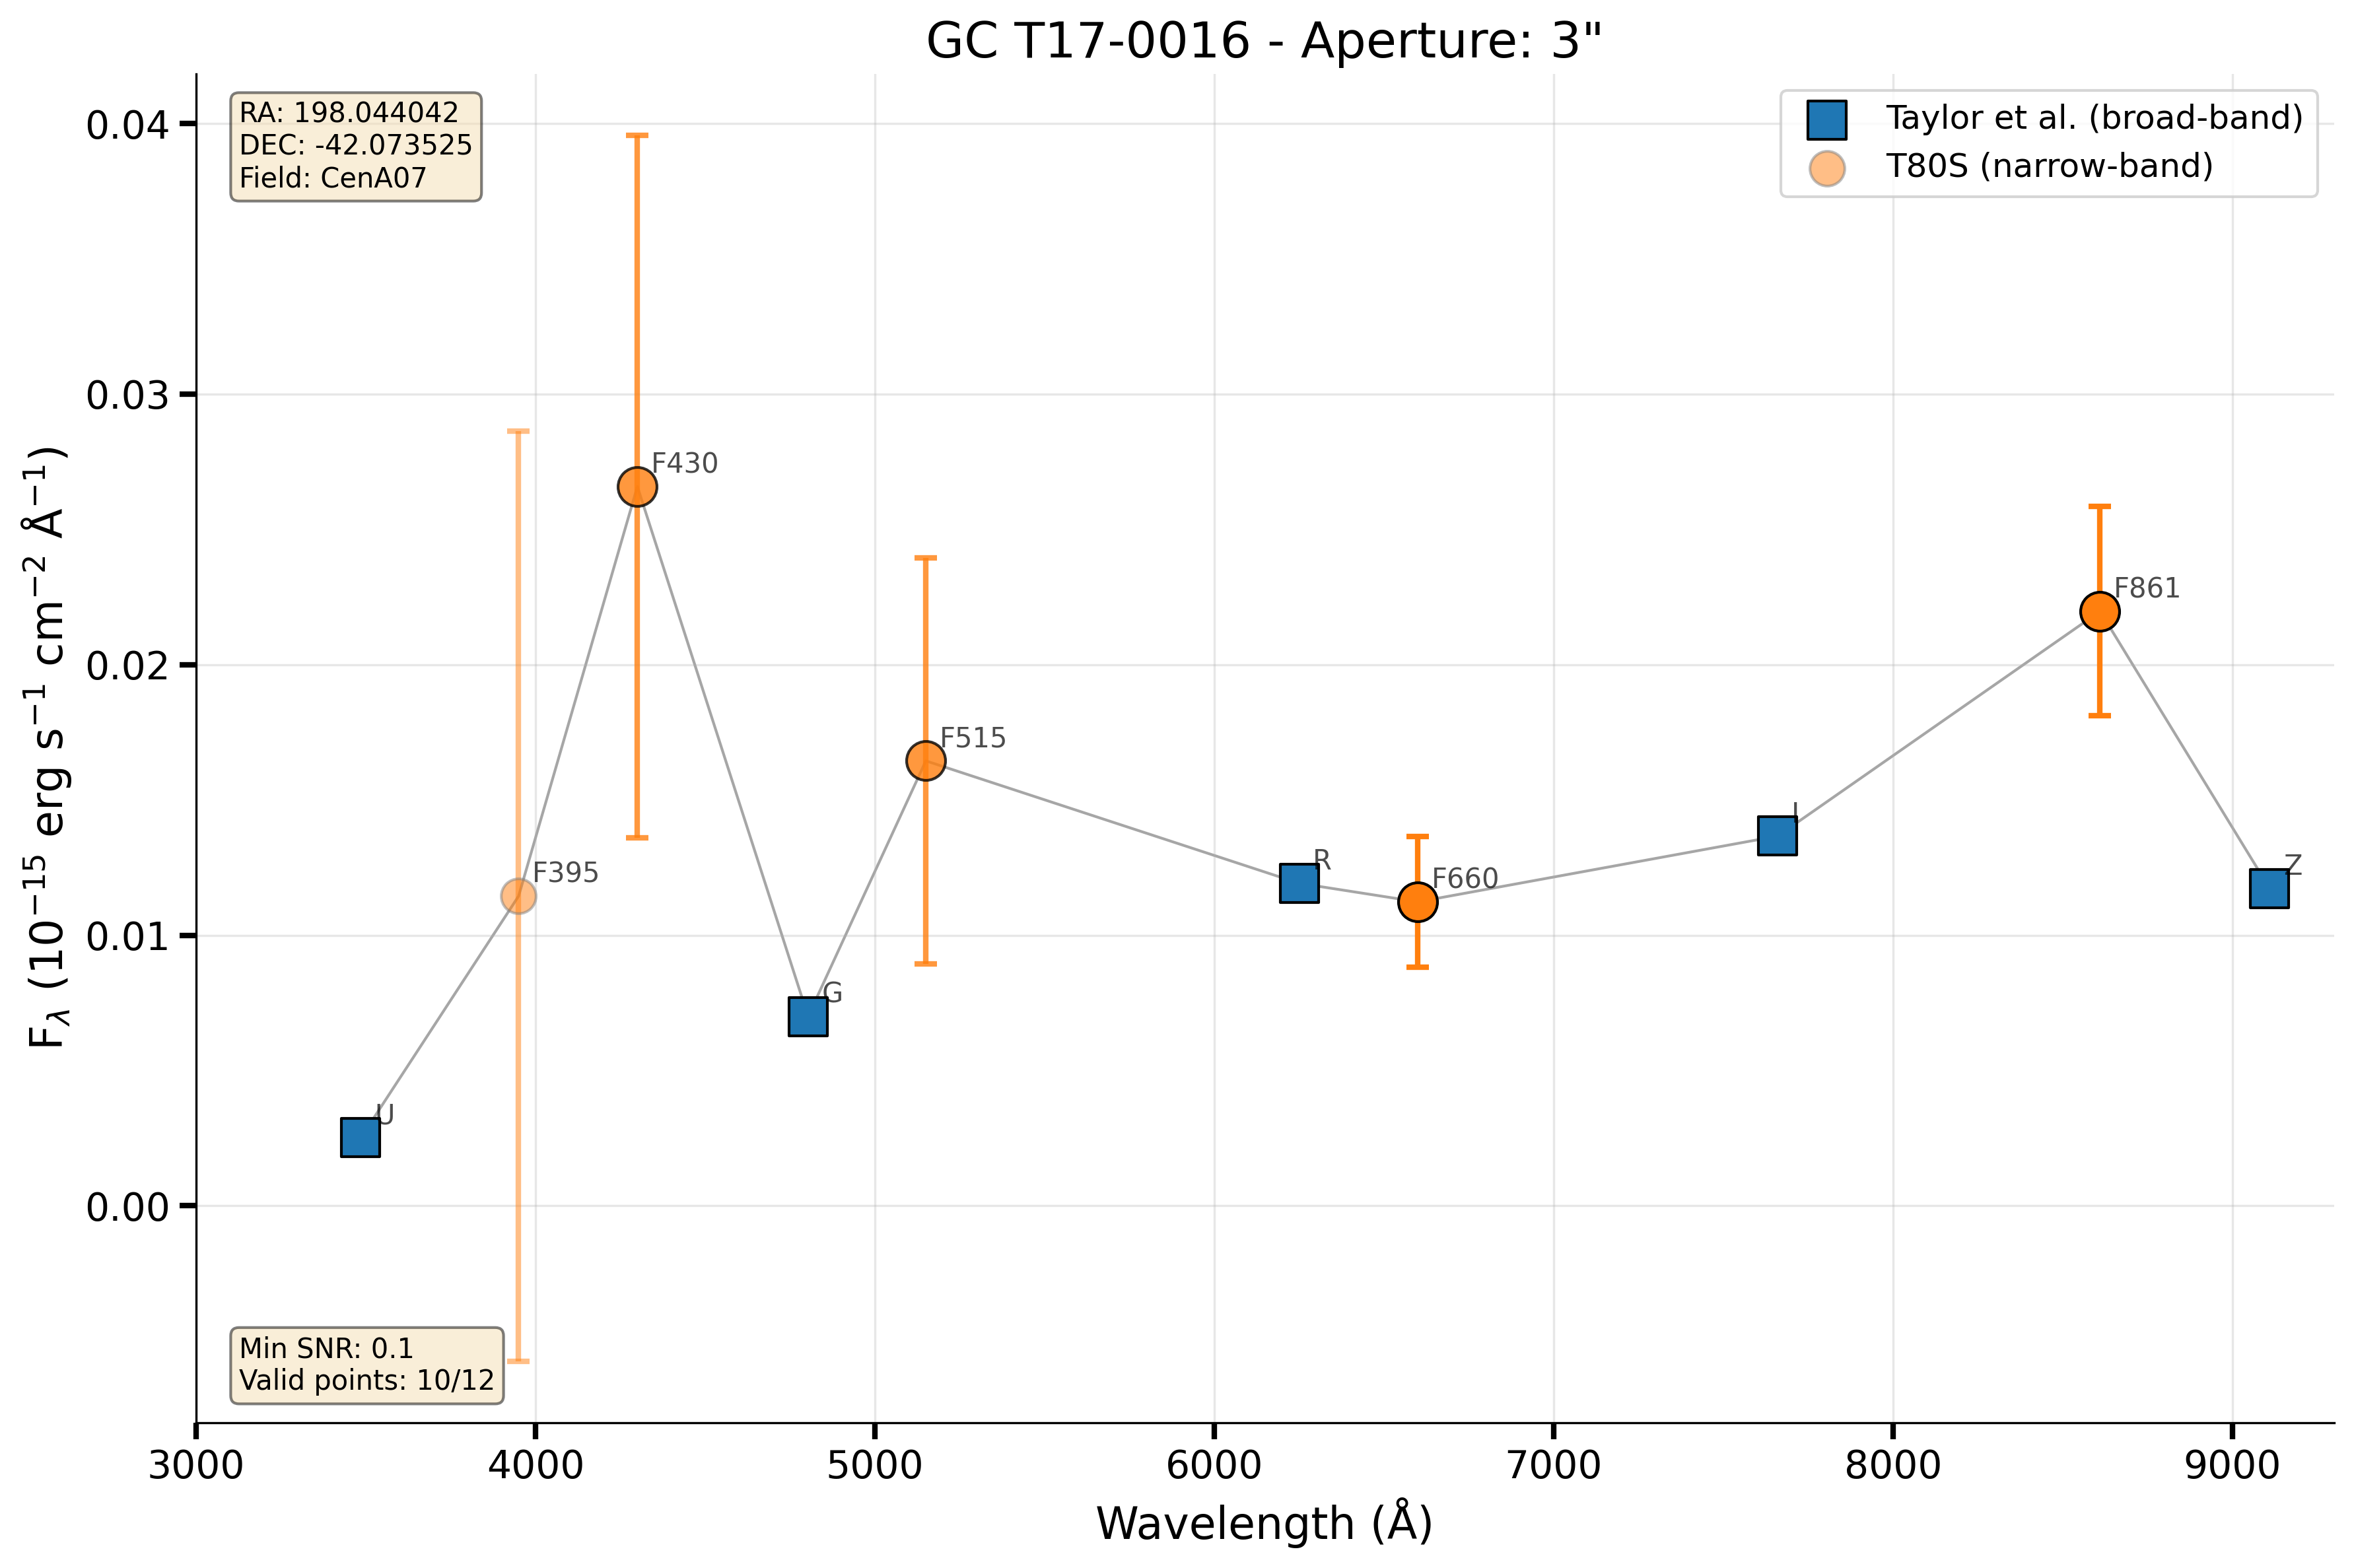 GC T17-0016 - Aperture: 3"
RA: 198.044042
DEC: -42.073525
Field: CenA07
Taylor et al. (broad-band)
T80S (narrow-band)
F$_{\lambda}$ (10$^{-15}$ erg s$^{-1}$ cm$^{-2}$ Å$^{-1}$)
0.04
0.03
0.02
0.01
0.00
U
F395
F430
G
F515
R
F660
I
F861
Z
Min SNR: 0.1
Valid points: 10/12
3000 4000 5000 6000 7000 8000 9000
Wavelength (Å)